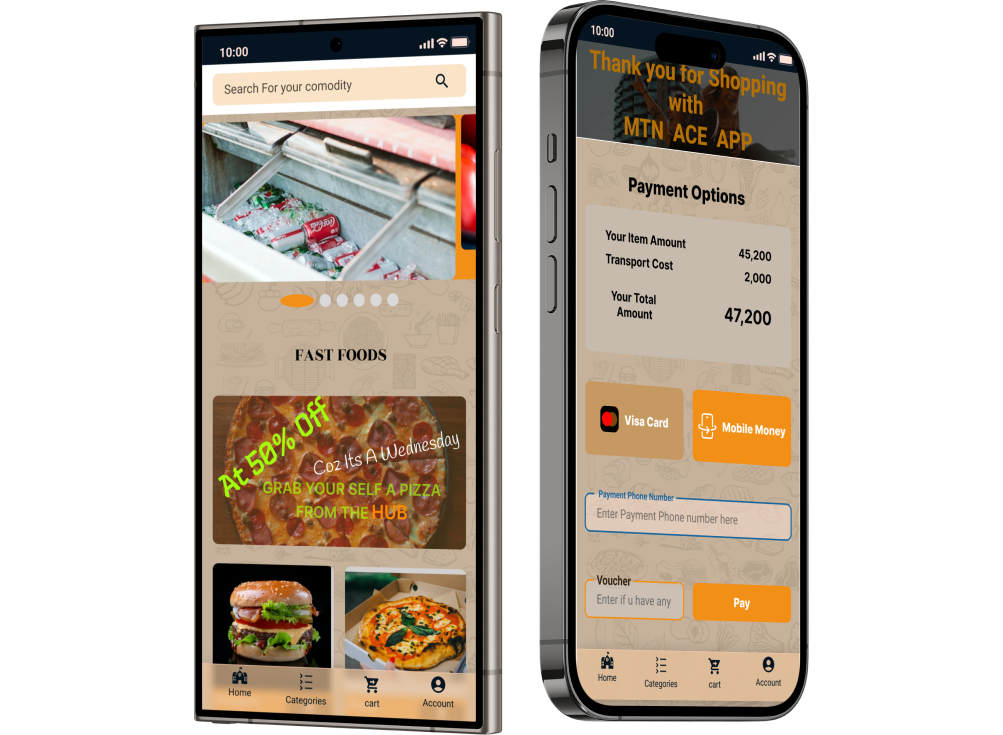 10:00
Search For your comodity
Coca-Cola
FAST FOODS
At 50% Off
Coz Its A Wednesday
GRAB YOUR SELF A PIZZA
FROM THE HUB
Home
Categories
cart
Account
10:00
Thank you for Shopping
with
MTN ACE APP
Payment Options
Your Item Amount
45,200
Transport Cost
2,000
Your Total
Amount
47,200
Visa Card
Mobile Money
Payment Phone Number
Enter Payment Phone number here
Voucher
Enter if u have any
Pay
Home
Categories
cart
Account